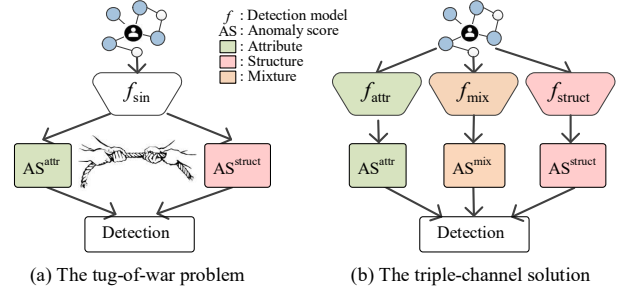 f : Detection model
AS : Anomaly score
: Attribute
: Structure
: Mixture
f_sin
AS^attr
AS^struct
Detection
(a) The tug-of-war problem
f_attr
f_mix
f_struct
AS^attr
AS^mix
AS^struct
Detection
(b) The triple-channel solution